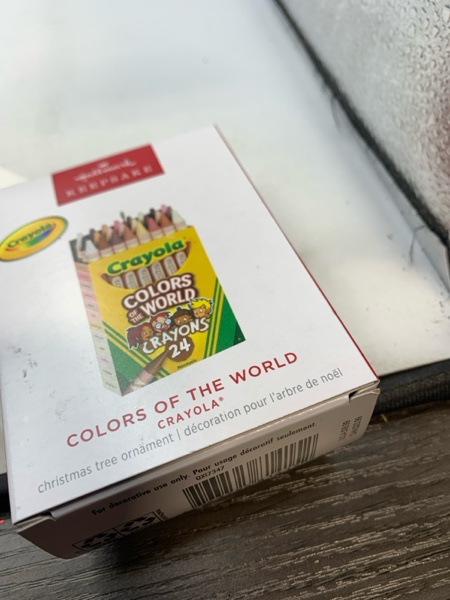 Hallmark
KEEPSAKE
Crayola
Crayola
COLORS
OF THE
WORLD
CRAYONS
24
COLORS OF THE WORLD
CRAYOLA®
christmas tree ornament | décoration pour l'arbre de noël
For decorative use only. Pour usage décoratif seulement.
QXI7347